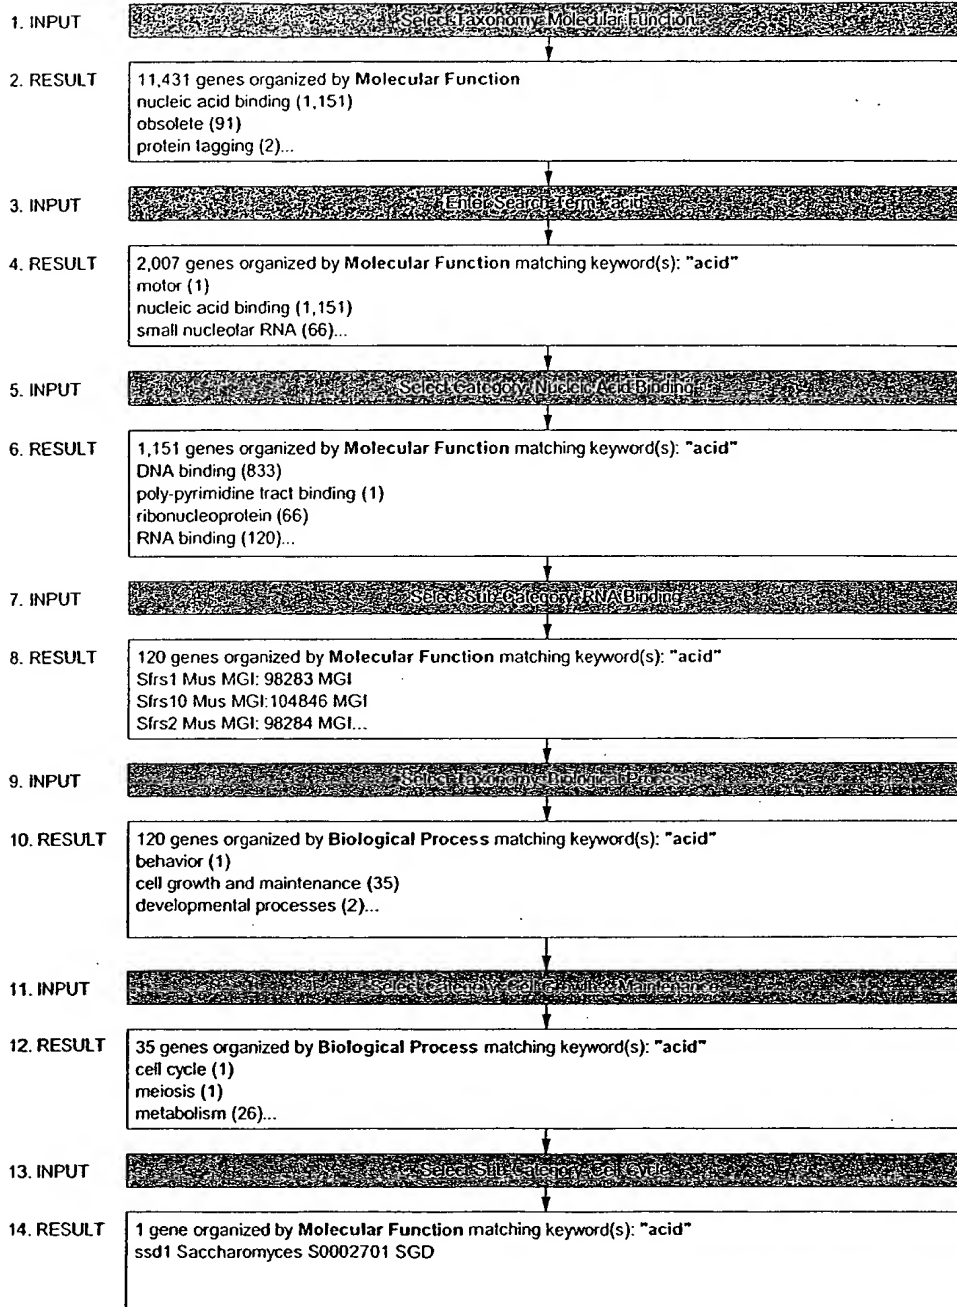 1. INPUT
Select Taxonomy: Molecular Function
2. RESULT
11,431 genes organized by Molecular Function
nucleic acid binding (1,151)
obsolete (91)
protein tagging (2)...
3. INPUT
Enter Search Term: acid
4. RESULT
2,007 genes organized by Molecular Function matching keyword(s): "acid"
motor (1)
nucleic acid binding (1,151)
small nucleolar RNA (66)...
5. INPUT
Select Category: Nucleic Acid Binding
6. RESULT
1,151 genes organized by Molecular Function matching keyword(s): "acid"
DNA binding (833)
poly-pyrimidine tract binding (1)
ribonucleoprotein (66)
RNA binding (120)...
7. INPUT
Select Sub-Category: RNA Binding
8. RESULT
120 genes organized by Molecular Function matching keyword(s): "acid"
Sfrs1 Mus MGI: 98283 MGI
Sfrs10 Mus MGI:104846 MGI
Sfrs2 Mus MGI: 98284 MGI...
9. INPUT
Select Taxonomy: Biological Process
10. RESULT
120 genes organized by Biological Process matching keyword(s): "acid"
behavior (1)
cell growth and maintenance (35)
developmental processes (2)...
11. INPUT
Select Category: Cell Growth & Maintenance
12. RESULT
35 genes organized by Biological Process matching keyword(s): "acid"
cell cycle (1)
meiosis (1)
metabolism (26)...
13. INPUT
Select Sub-Category: Cell Cycle
14. RESULT
1 gene organized by Molecular Function matching keyword(s): "acid"
ssd1 Saccharomyces S0002701 SGD